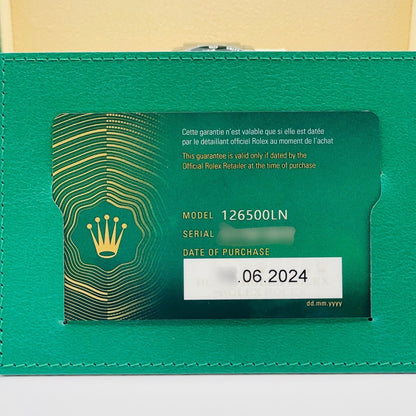 Cette garantie n'est valable que si elle est datée
par le détaillant officiel Rolex au moment de l'achat
This guarantee is valid only if dated by the
Official Rolex Retailer at the time of purchase
MODEL 126500LN
SERIAL
DATE OF PURCHASE
.06.2024
dd.mm.yyyy